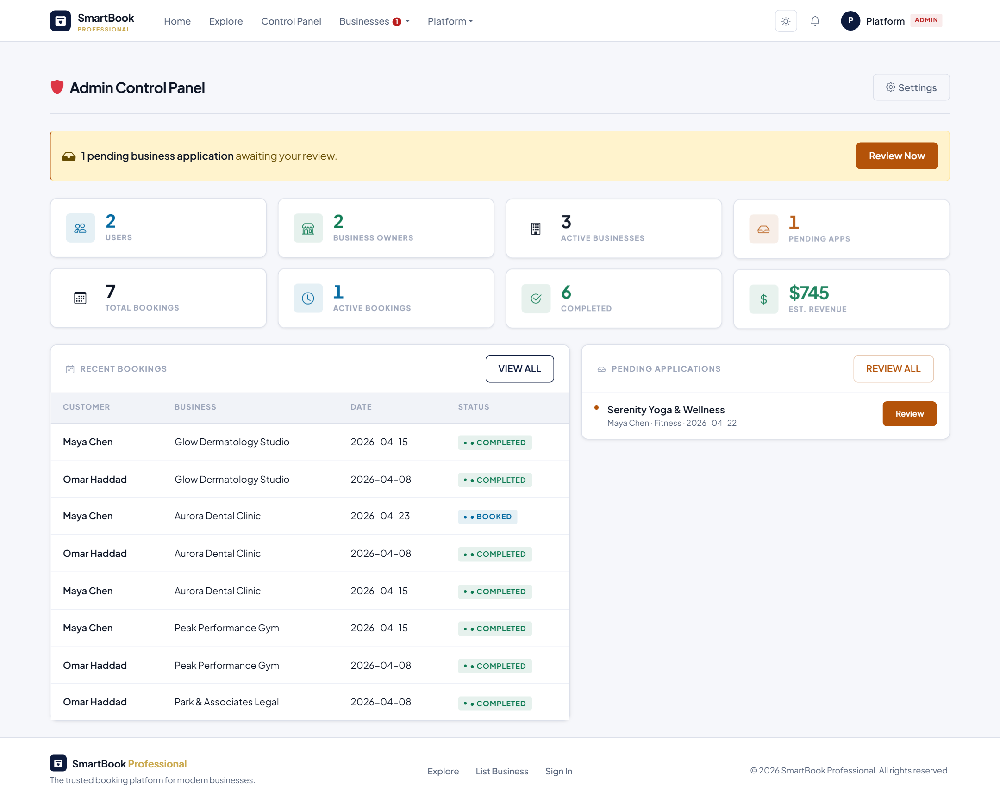 SmartBook
PROFESSIONAL
Home Explore Control Panel Businesses 1 Platform
P Platform ADMIN
Admin Control Panel
Settings
1 pending business application awaiting your review.
Review Now
2
USERS
2
BUSINESS OWNERS
3
ACTIVE BUSINESSES
1
PENDING APPS
7
TOTAL BOOKINGS
1
ACTIVE BOOKINGS
6
COMPLETED
$745
EST. REVENUE
RECENT BOOKINGS
VIEW ALL
CUSTOMER BUSINESS DATE STATUS
Maya Chen Glow Dermatology Studio 2026-04-15 • • COMPLETED
Omar Haddad Glow Dermatology Studio 2026-04-08 • • COMPLETED
Maya Chen Aurora Dental Clinic 2026-04-23 • • BOOKED
Omar Haddad Aurora Dental Clinic 2026-04-08 • • COMPLETED
Maya Chen Aurora Dental Clinic 2026-04-15 • • COMPLETED
Maya Chen Peak Performance Gym 2026-04-15 • • COMPLETED
Omar Haddad Peak Performance Gym 2026-04-08 • • COMPLETED
Omar Haddad Park & Associates Legal 2026-04-08 • • COMPLETED
PENDING APPLICATIONS
REVIEW ALL
Serenity Yoga & Wellness
Maya Chen · Fitness · 2026-04-22
Review
SmartBook Professional
The trusted booking platform for modern businesses.
Explore List Business Sign In
© 2026 SmartBook Professional. All rights reserved.